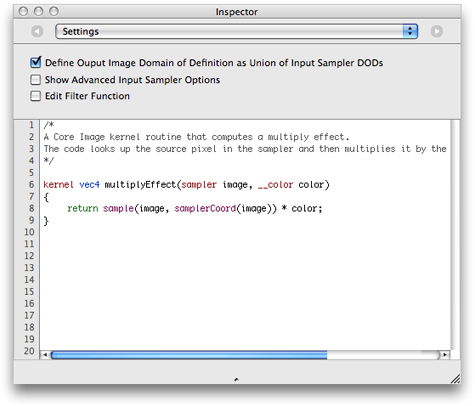 Inspector
Settings
Define Ouput Image Domain of Definition as Union of Input Sampler DODs
Show Advanced Input Sampler Options
Edit Filter Function
1 /*
2 A Core Image kernel routine that computes a multiply effect.
3 The code looks up the source pixel in the sampler and then multiplies it by the
4 */
5
6 kernel vec4 multiplyEffect(sampler image, __color color)
7 {
8 return sample(image, samplerCoord(image)) * color;
9 }
10
11
12
13
14
15
16
17
18
19
20